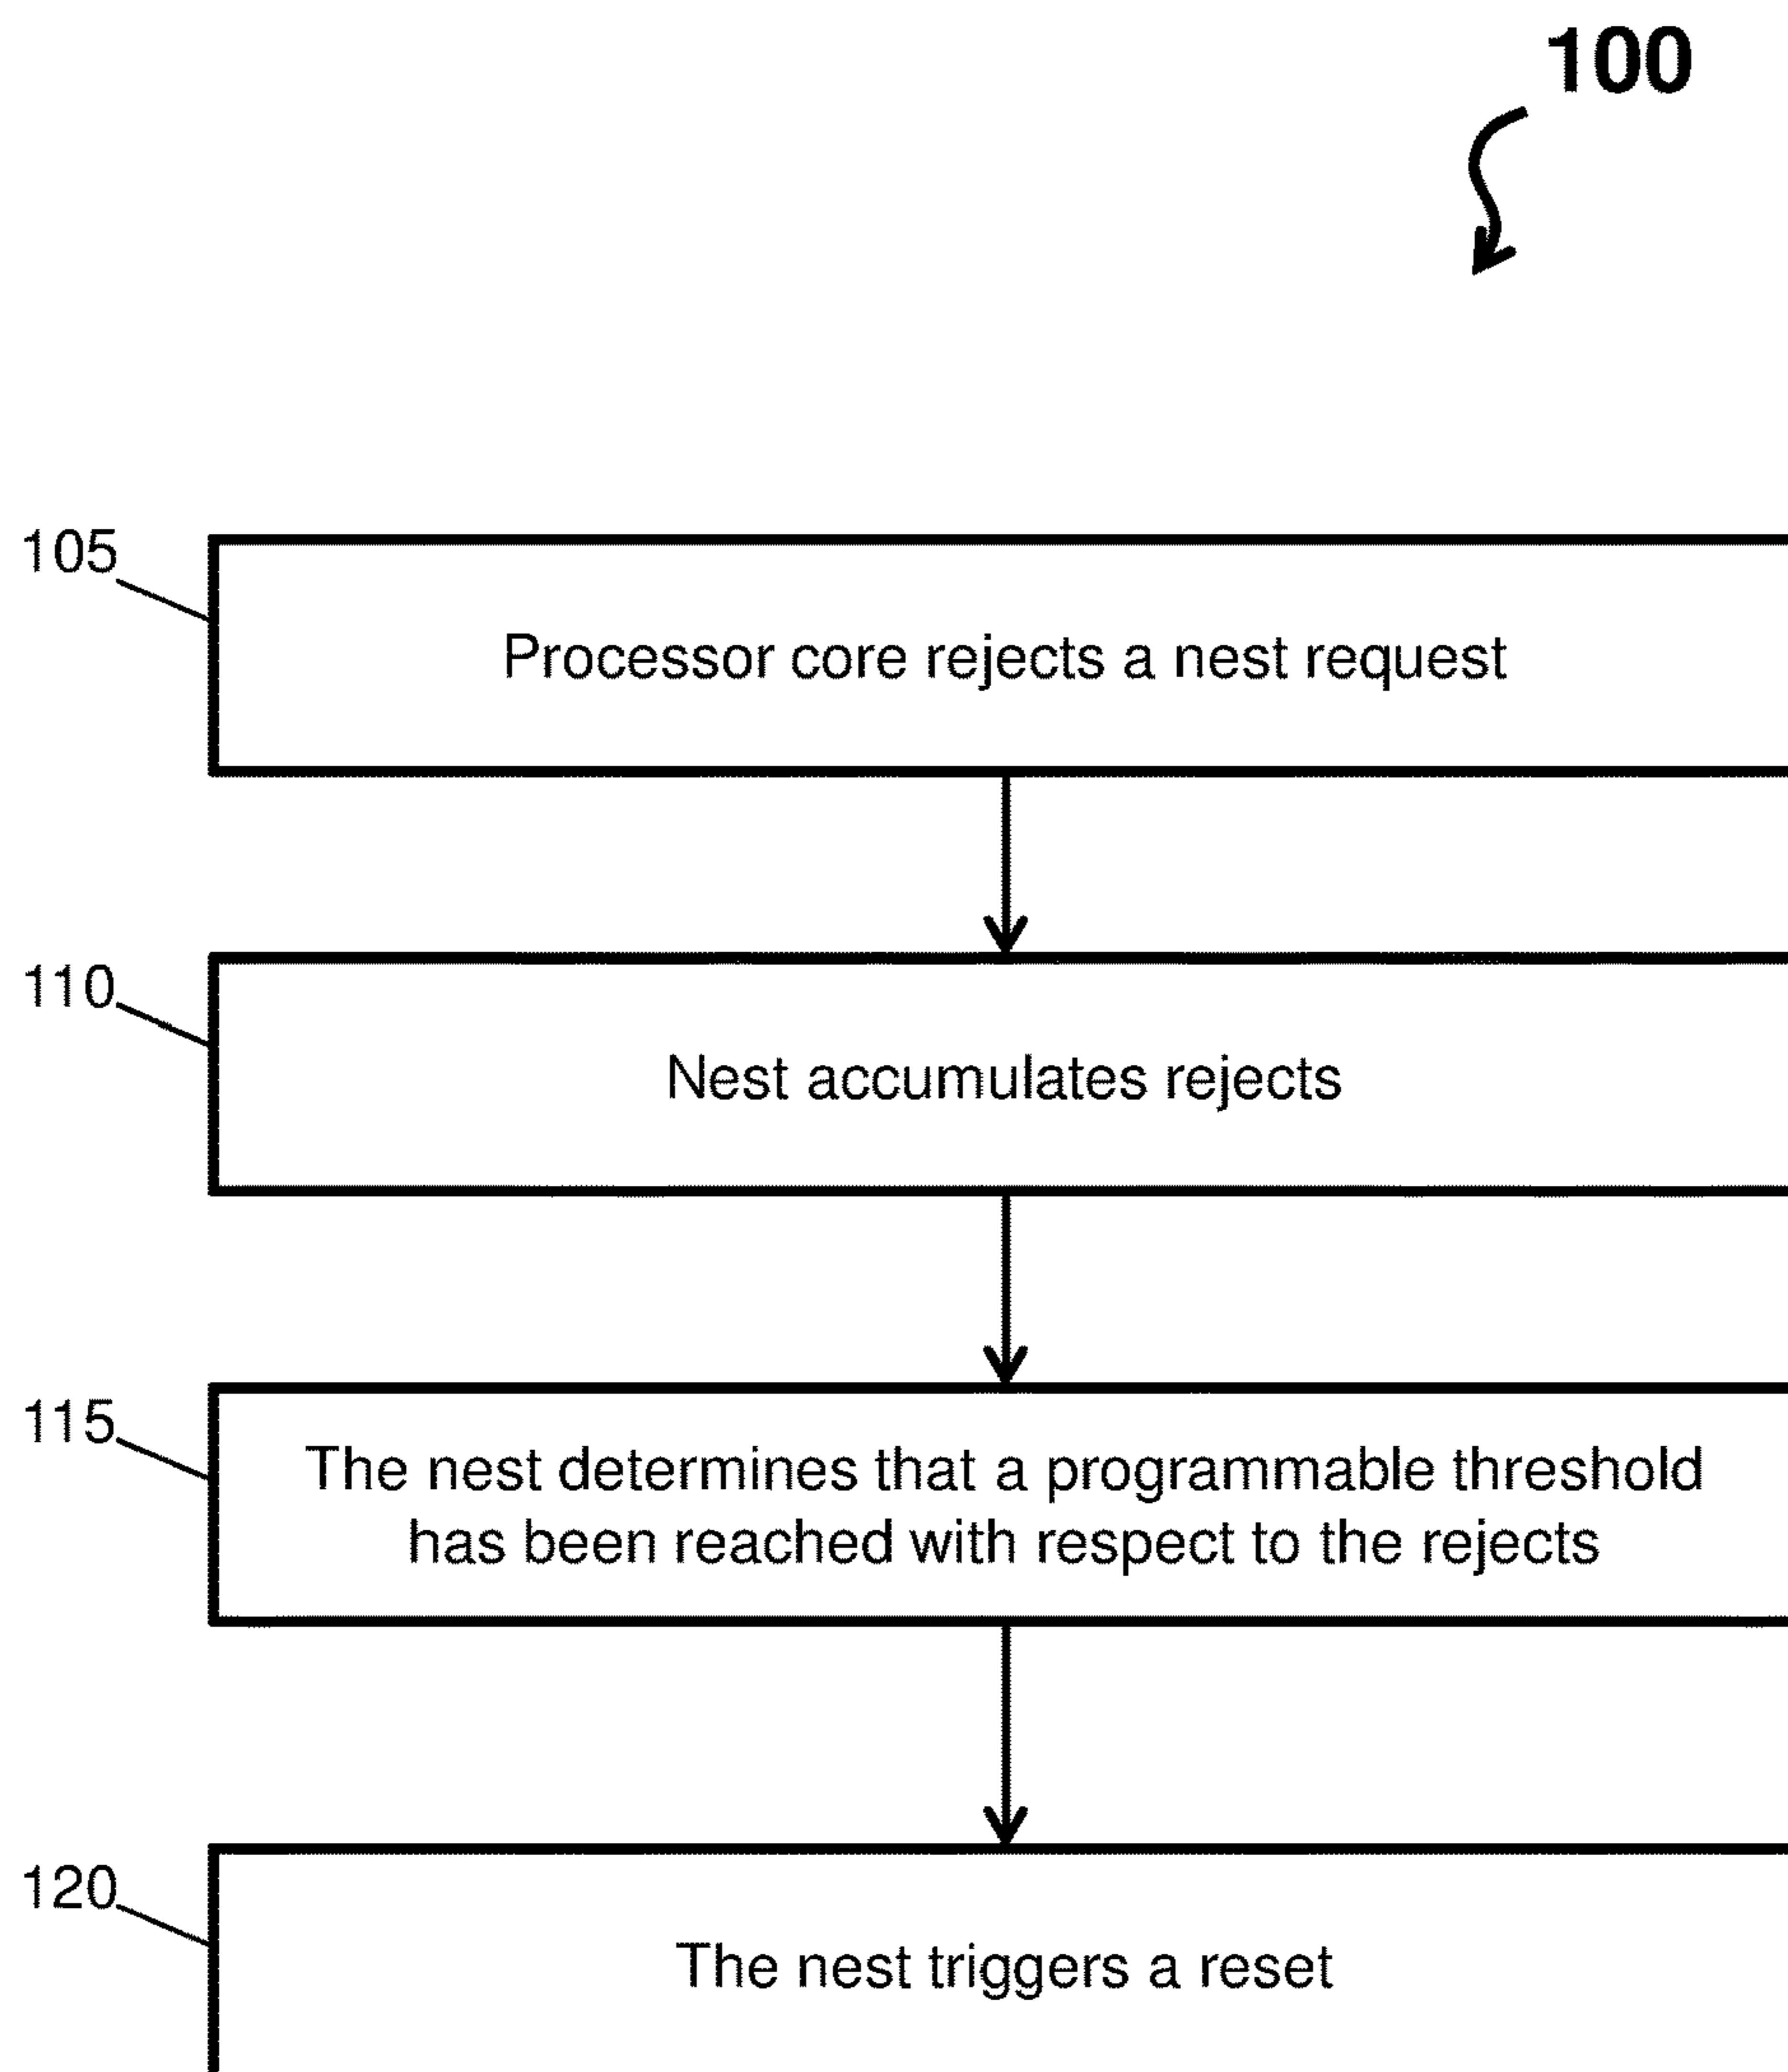 100
105
Processor core rejects a nest request
110
Nest accumulates rejects
115
The nest determines that a programmable threshold
has been reached with respect to the rejects
120
The nest triggers a reset